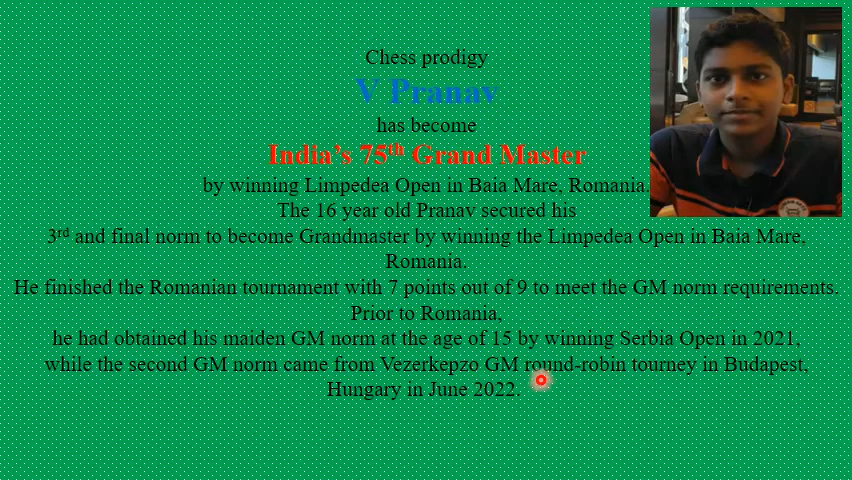 Chess prodigy
V Pranav
has become
India's 75th Grand Master
by winning Limpedea Open in Baia Mare, Romania.
The 16 year old Pranav secured his
3rd and final norm to become Grandmaster by winning the Limpedea Open in Baia Mare,
Romania.
He finished the Romanian tournament with 7 points out of 9 to meet the GM norm requirements.
Prior to Romania,
he had obtained his maiden GM norm at the age of 15 by winning Serbia Open in 2021,
while the second GM norm came from Vezerkepzo GM round-robin tourney in Budapest,
Hungary in June 2022.